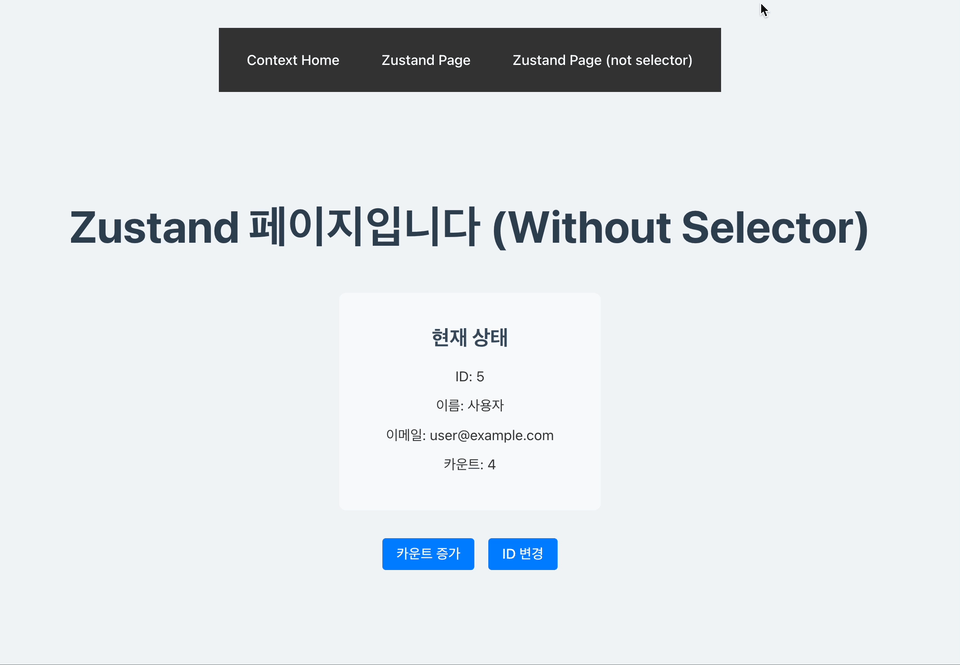 Context Home Zustand Page Zustand Page (not selector)
Zustand 페이지입니다 (Without Selector)
현재 상태
ID: 5
이름: 사용자
이메일: user@example.com
카운트: 4
카운트 증가 ID 변경